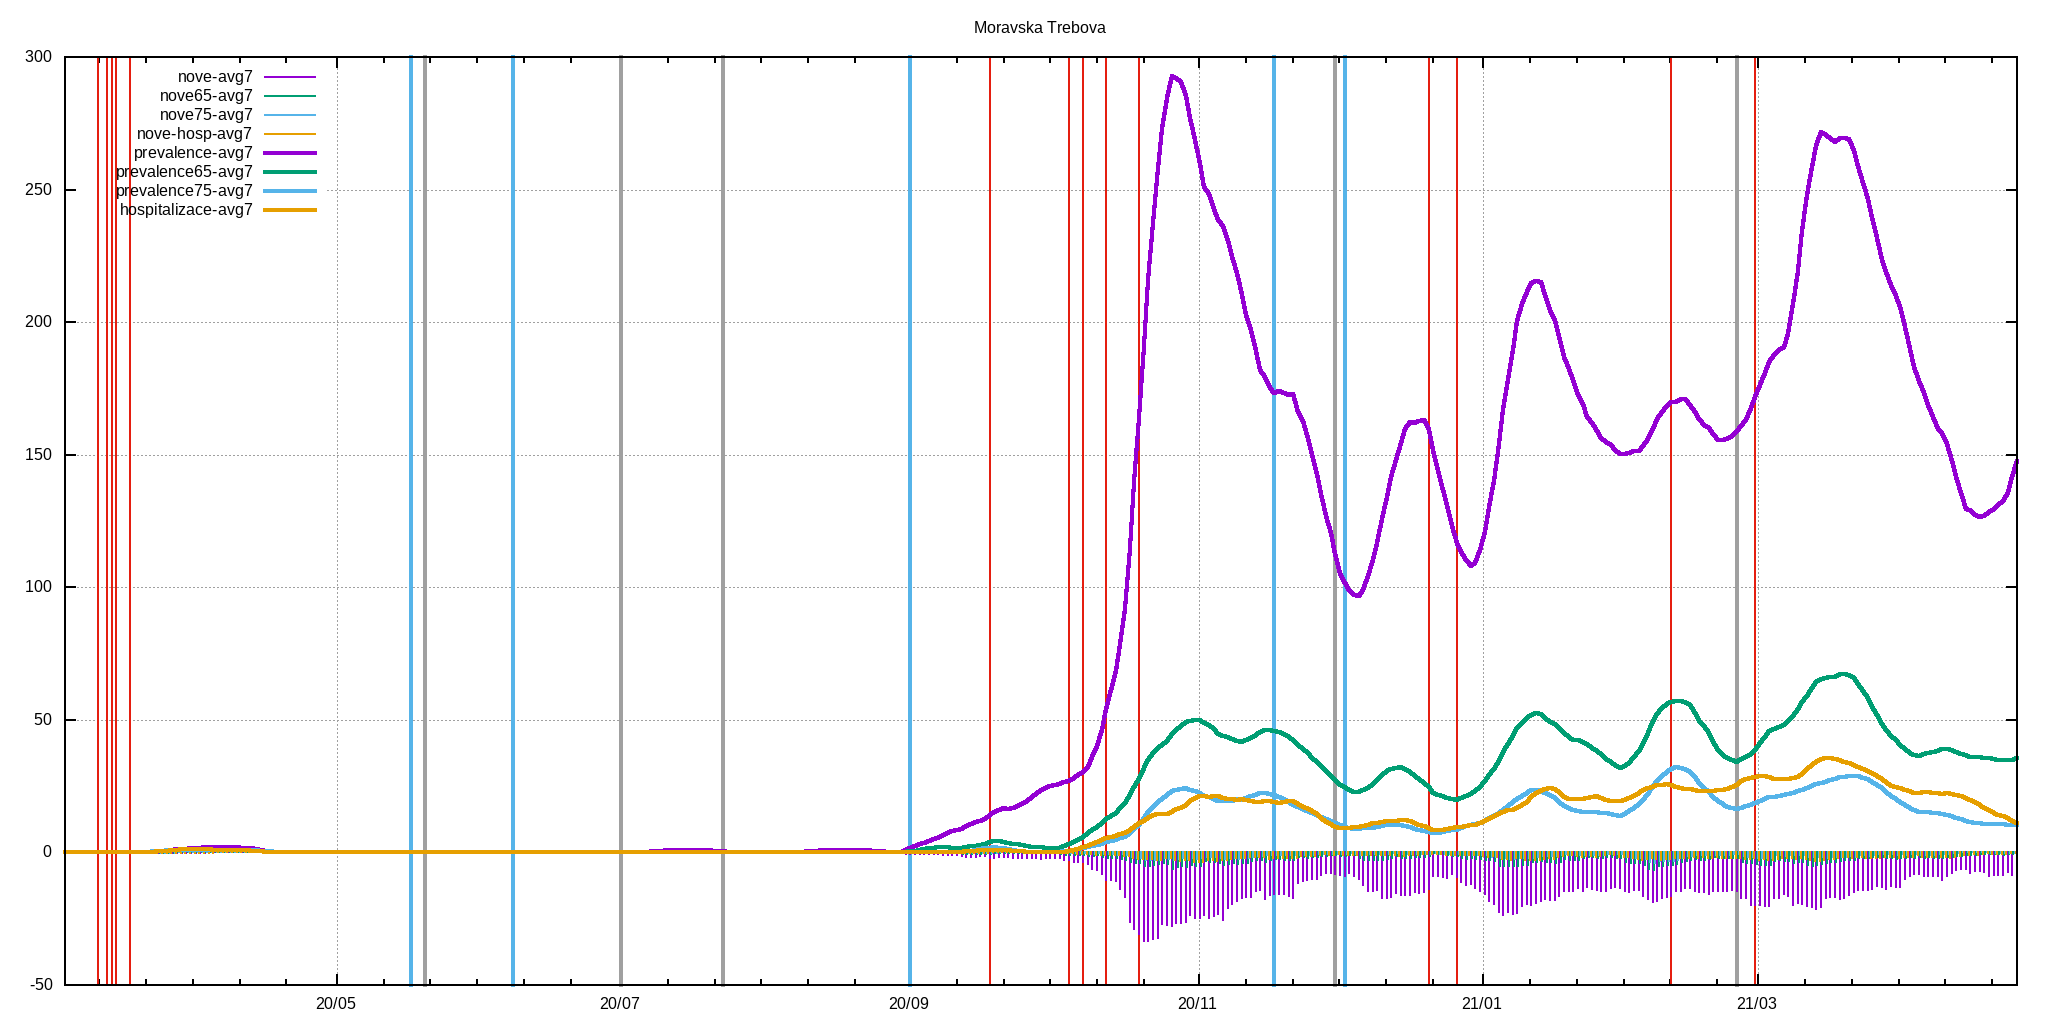 Moravska Trebova
300
250
200
150
100
50
0
-50
nove-avg7
nove65-avg7
nove75-avg7
nove-hosp-avg7
prevalence-avg7
prevalence65-avg7
prevalence75-avg7
hospitalizace-avg7
20/05
20/07
20/09
20/11
21/01
21/03